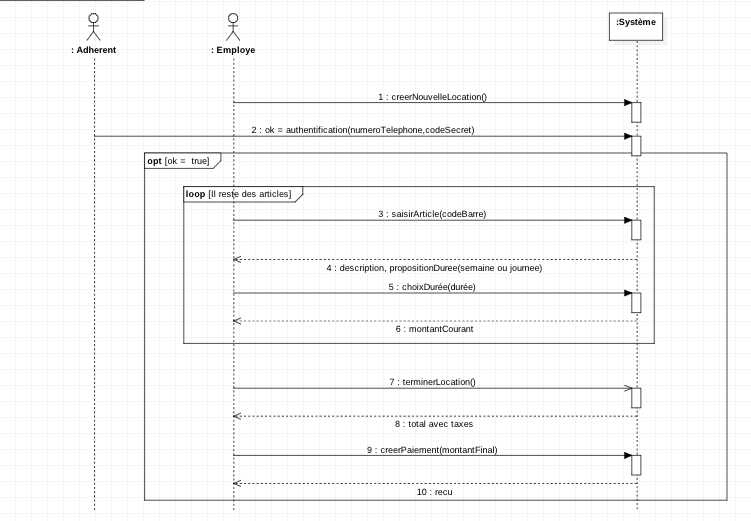 : Adherent
: Employe
:Système
1 : creerNouvelleLocation()
2 : ok = authentification(numeroTelephone,codeSecret)
opt [ok = true]
loop [Il reste des articles]
3 : saisirArticle(codeBarre)
4 : description, propositionDuree(semaine ou journee)
5 : choixDurée(durée)
6 : montantCourant
7 : terminerLocation()
8 : total avec taxes
9 : creerPaiement(montantFinal)
10 : recu